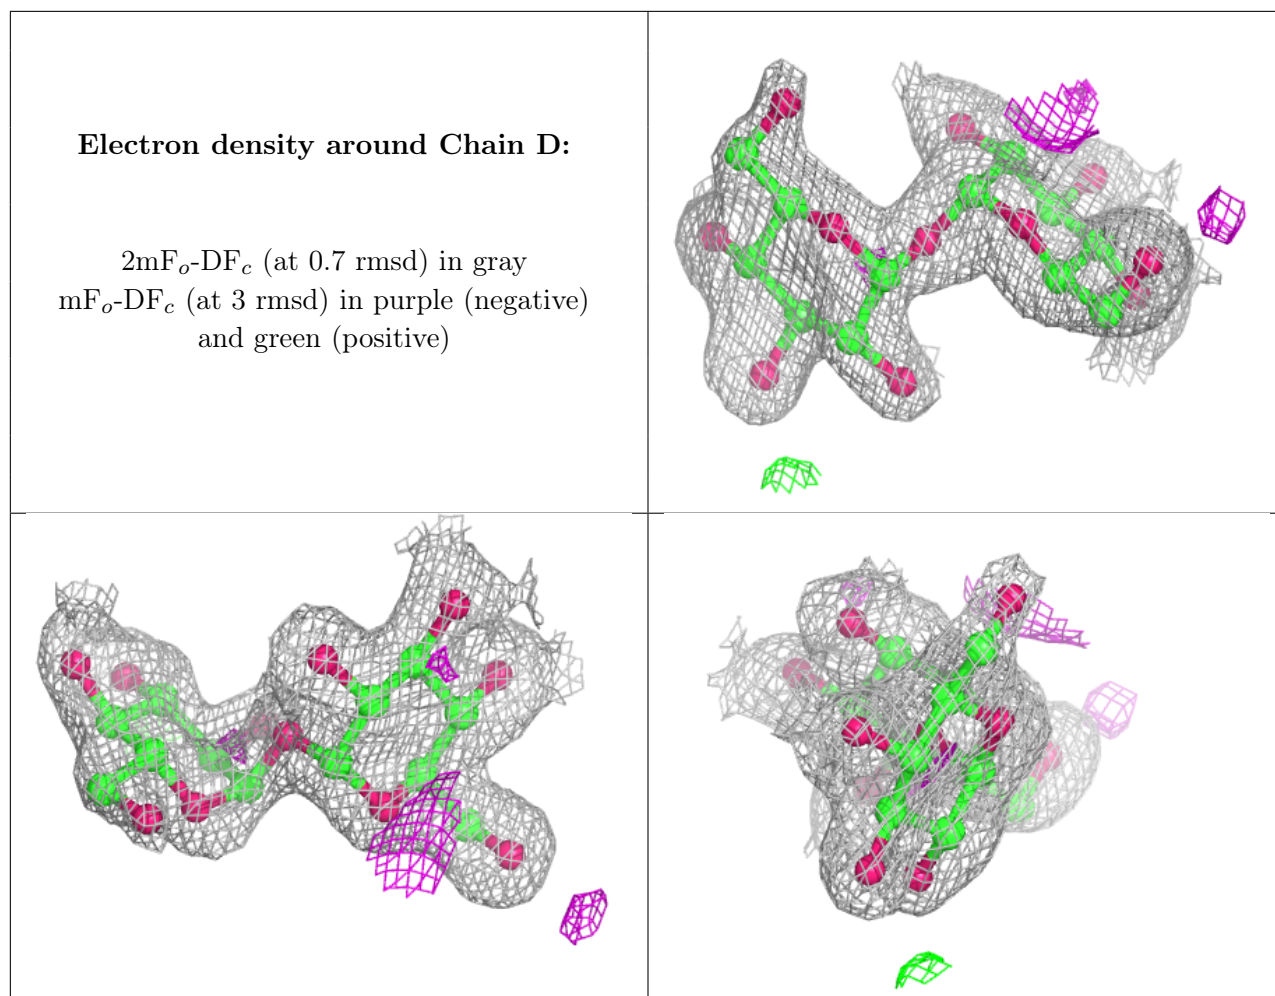 Electron density around Chain D:
2mFₒ-DF𝒸 (at 0.7 rmsd) in gray
mFₒ-DF𝒸 (at 3 rmsd) in purple (negative)
and green (positive)